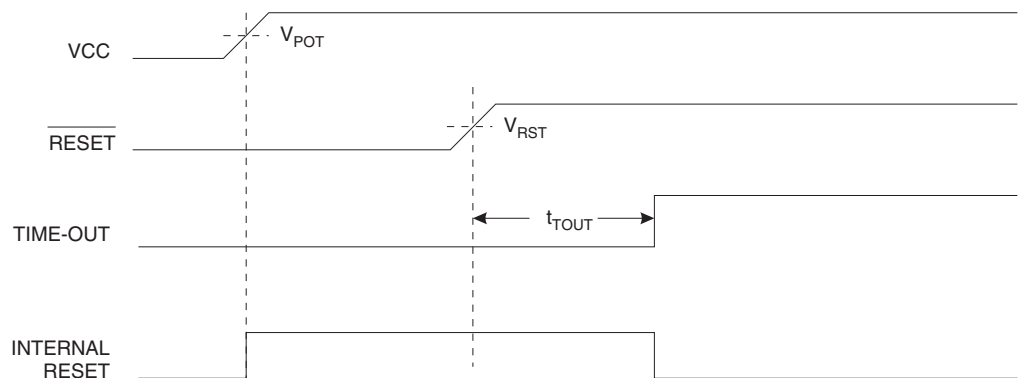 VCC
VPOT
RESET
VRST
TIME-OUT
tTOUT
INTERNAL
RESET